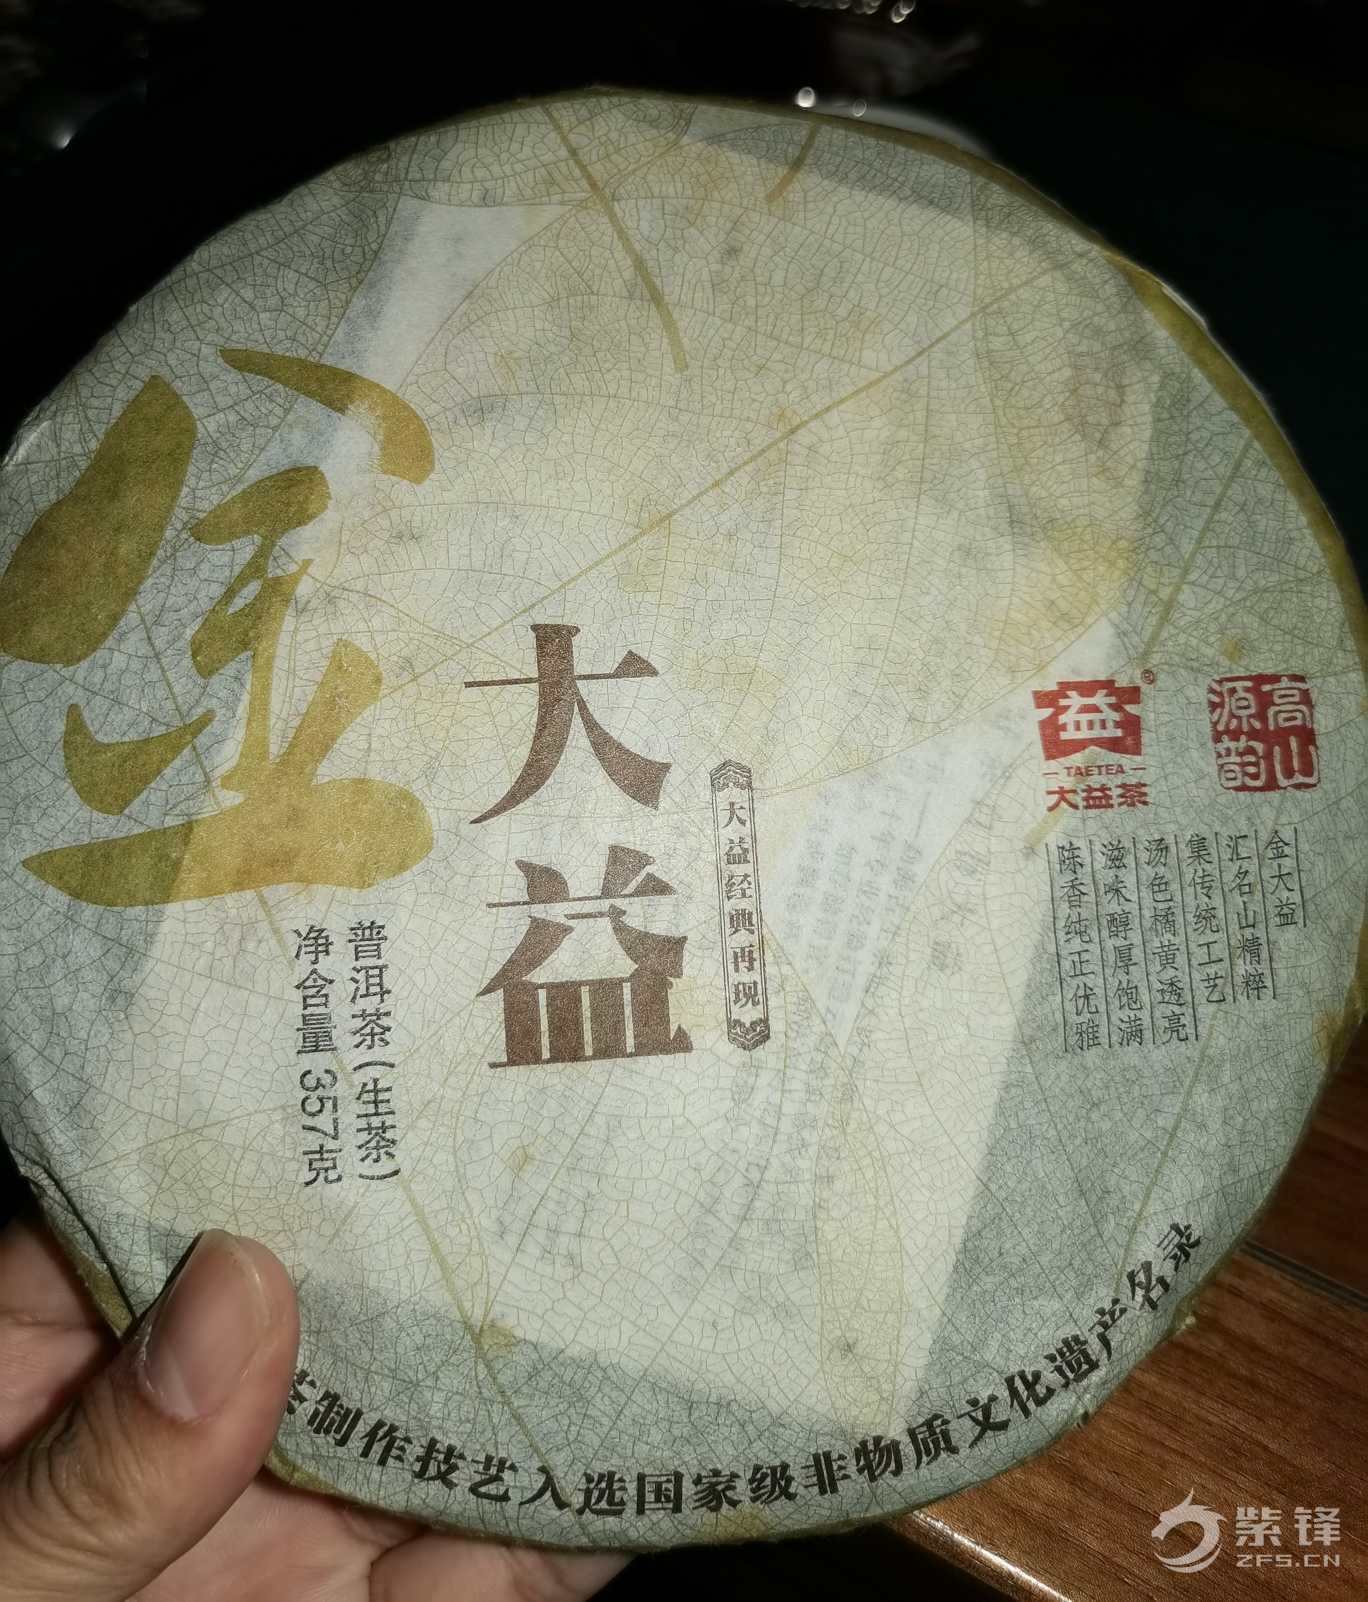 金
大益
大益经典再现
普洱茶(生茶)
净含量 357克
益
®
TAETEA
大益茶
高山
源韵
金大益
汇名山精粹
集传统工艺
汤色橘黄透亮
滋味醇厚饱满
陈香纯正优雅
茶制作技艺入选国家级非物质文化遗产名录
紫锋
ZFS.CN